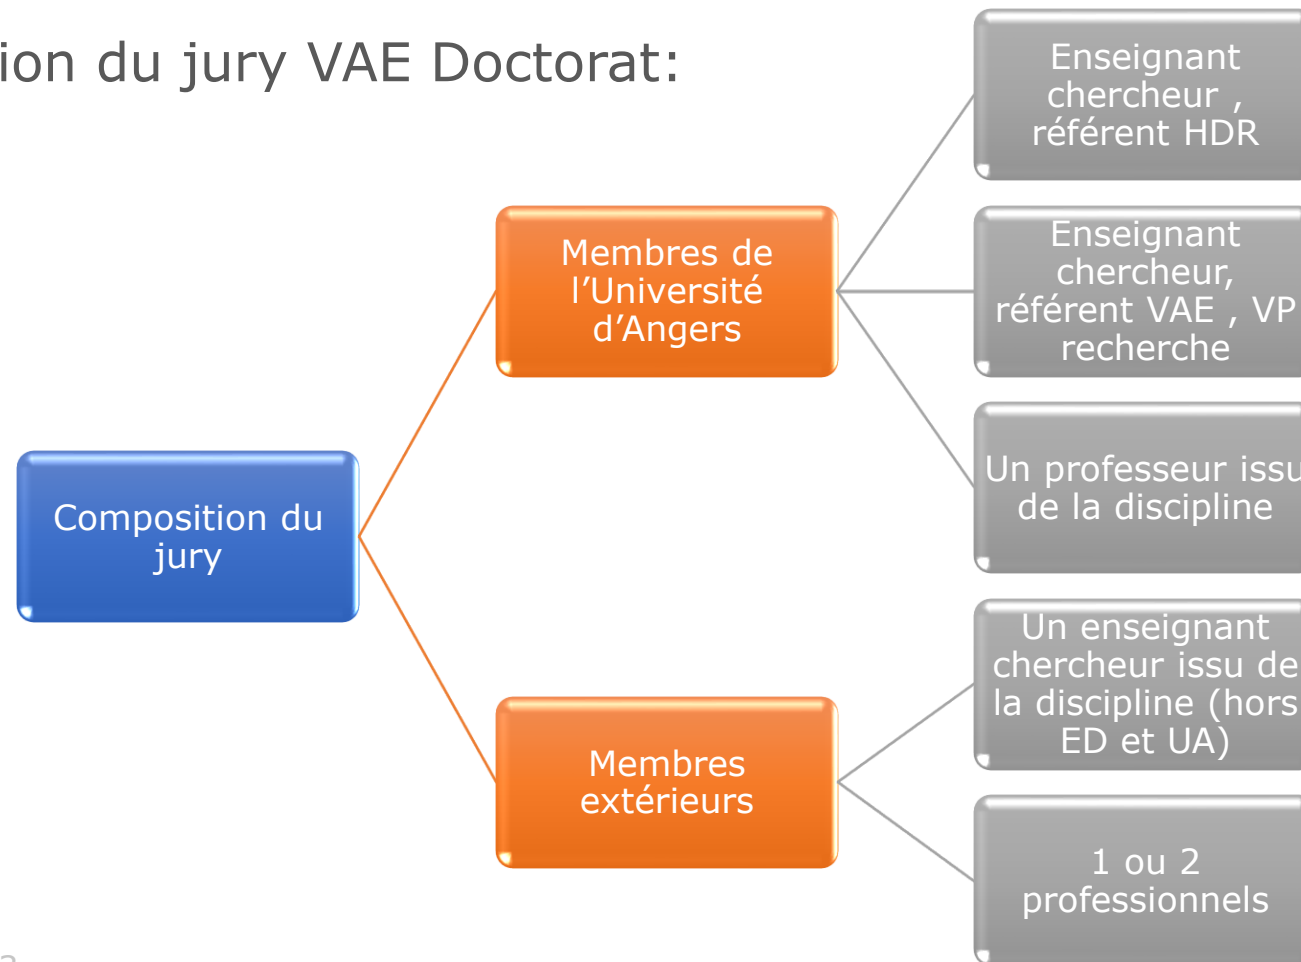 ion du jury VAE Doctorat:
Enseignant
chercheur ,
référent HDR
Enseignant
chercheur,
référent VAE , VP
recherche
Un professeur issu
de la discipline
Membres de
l’Université
d’Angers
Composition du
jury
Membres
extérieurs
Un enseignant
chercheur issu de
la discipline (hors
ED et UA)
1 ou 2
professionnels